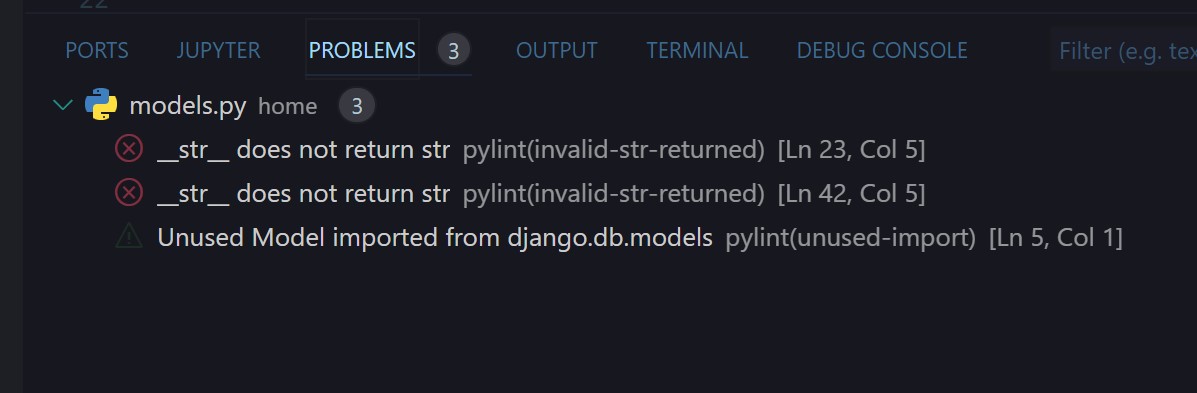 22
PORTS JUPYTER PROBLEMS 3 OUTPUT TERMINAL DEBUG CONSOLE Filter (e.g. tex
models.py home 3
__str__ does not return str pylint(invalid-str-returned) [Ln 23, Col 5]
__str__ does not return str pylint(invalid-str-returned) [Ln 42, Col 5]
Unused Model imported from django.db.models pylint(unused-import) [Ln 5, Col 1]